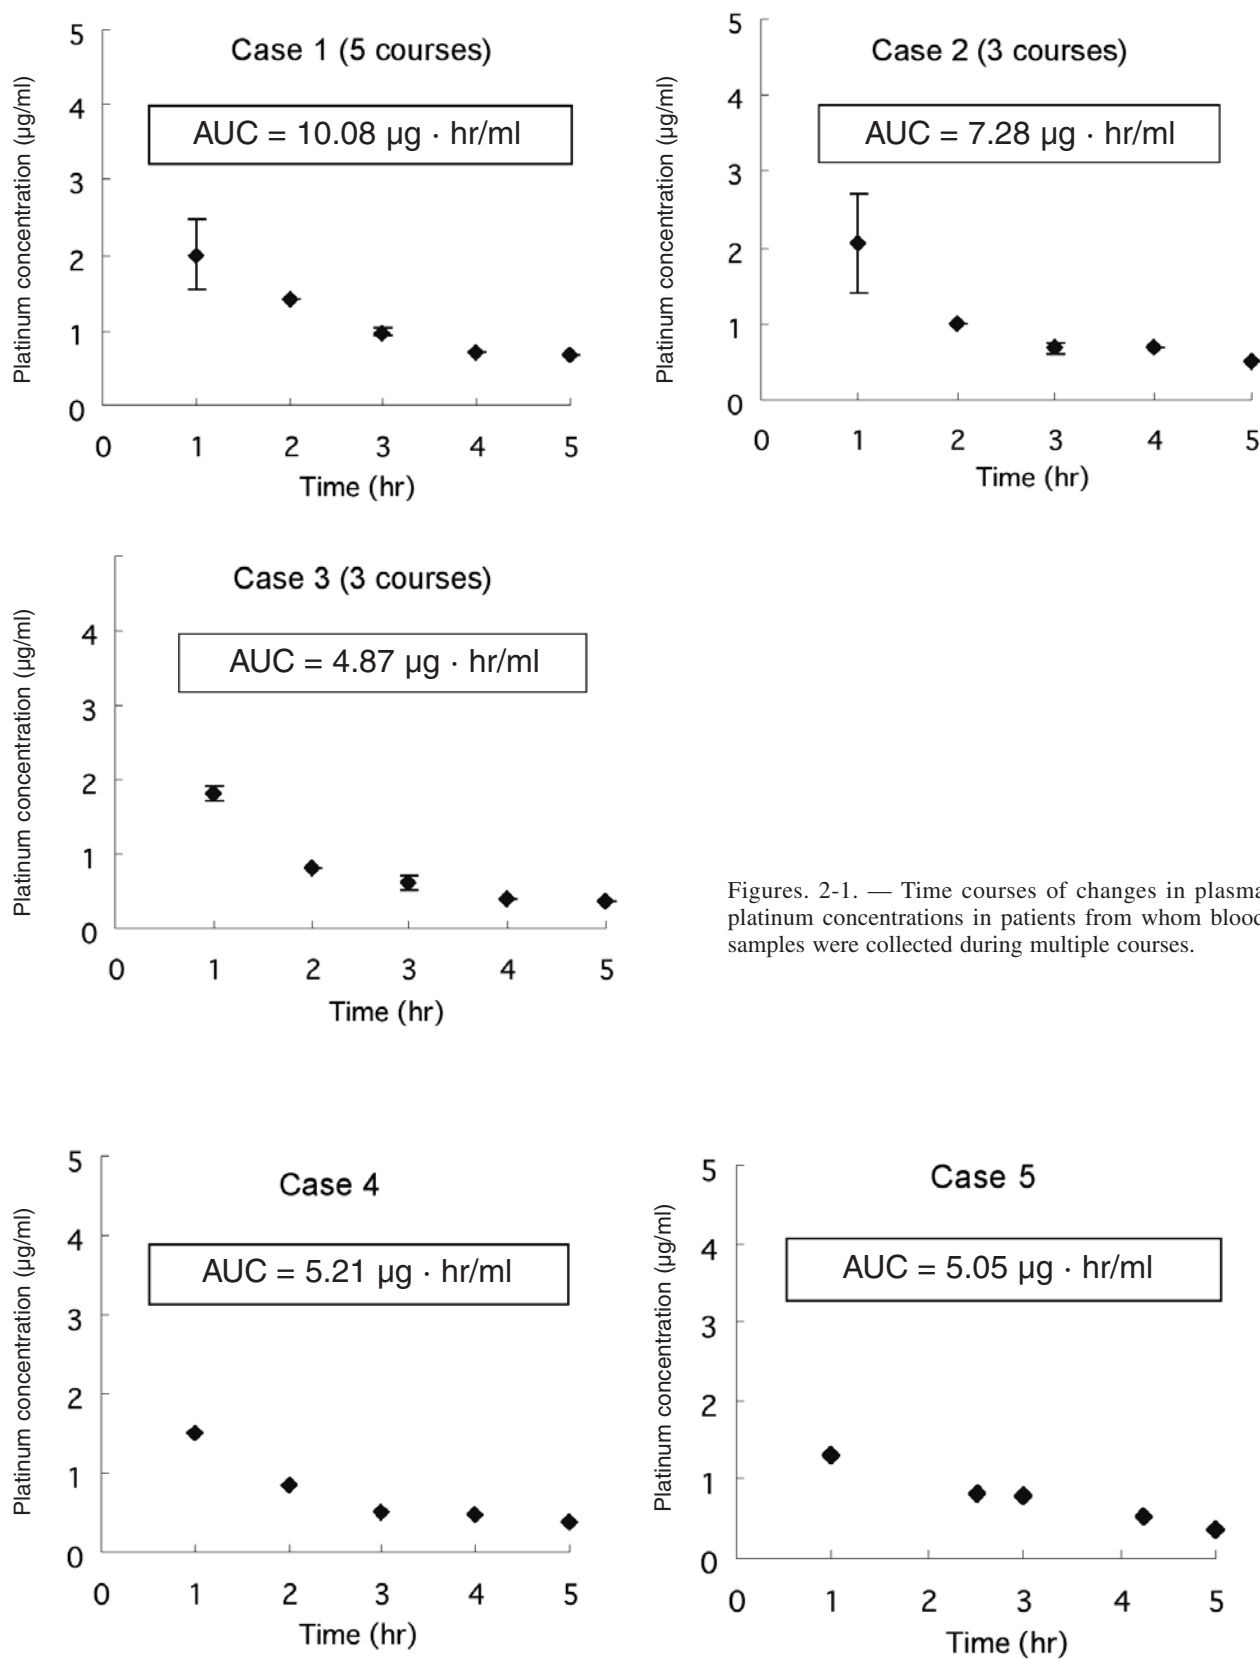 Case 1 (5 courses)
AUC = 10.08 µg · hr/ml
Platinum concentration (µg/ml)
5
4
3
2
1
0
0 1 2 3 4 5
Time (hr)
Case 2 (3 courses)
AUC = 7.28 µg · hr/ml
Platinum concentration (µg/ml)
5
4
3
2
1
0
0 1 2 3 4 5
Time (hr)
Case 3 (3 courses)
AUC = 4.87 µg · hr/ml
Platinum concentration (µg/ml)
4
3
2
1
0
0 1 2 3 4 5
Time (hr)
Figures. 2-1. — Time courses of changes in plasma
platinum concentrations in patients from whom blood
samples were collected during multiple courses.
Case 4
AUC = 5.21 µg · hr/ml
Platinum concentration (µg/ml)
5
4
3
2
1
0
0 1 2 3 4 5
Time (hr)
Case 5
AUC = 5.05 µg · hr/ml
Platinum concentration (µg/ml)
5
4
3
2
1
0
0 1 2 3 4 5
Time (hr)